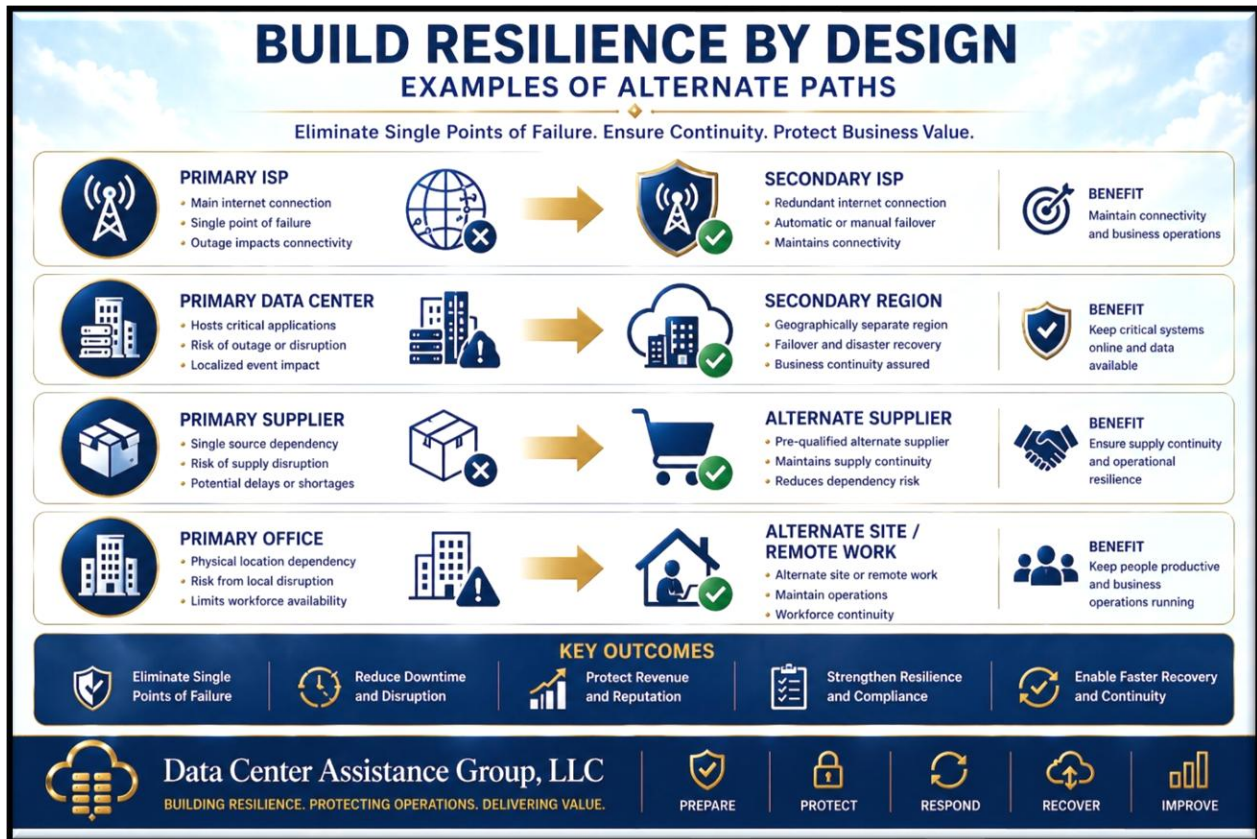 BUILD RESILIENCE BY DESIGN
EXAMPLES OF ALTERNATE PATHS
Eliminate Single Points of Failure. Ensure Continuity. Protect Business Value.
PRIMARY ISP
• Main internet connection
• Single point of failure
• Outage impacts connectivity
SECONDARY ISP
• Redundant internet connection
• Automatic or manual failover
• Maintains connectivity
BENEFIT
Maintain connectivity
and business operations
PRIMARY DATA CENTER
• Hosts critical applications
• Risk of outage or disruption
• Localized event impact
SECONDARY REGION
• Geographically separate region
• Failover and disaster recovery
• Business continuity assured
BENEFIT
Keep critical systems
online and data
available
PRIMARY SUPPLIER
• Single source dependency
• Risk of supply disruption
• Potential delays or shortages
ALTERNATE SUPPLIER
• Pre-qualified alternate supplier
• Maintains supply continuity
• Reduces dependency risk
BENEFIT
Ensure supply continuity
and operational
resilience
PRIMARY OFFICE
• Physical location dependency
• Risk from local disruption
• Limits workforce availability
ALTERNATE SITE /
REMOTE WORK
• Alternate site or remote work
• Maintain operations
• Workforce continuity
BENEFIT
Keep people productive
and business
operations running
KEY OUTCOMES
Eliminate Single
Points of Failure
Reduce Downtime
and Disruption
Protect Revenue
and Reputation
Strengthen Resilience
and Compliance
Enable Faster Recovery
and Continuity
Data Center Assistance Group, LLC
BUILDING RESILIENCE. PROTECTING OPERATIONS. DELIVERING VALUE.
PREPARE
PROTECT
RESPOND
RECOVER
IMPROVE